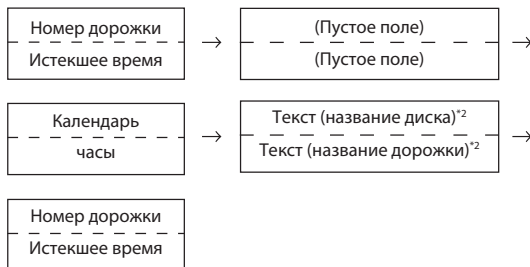 Номер дорожки
Истекшее время
→
(Пустое поле)
(Пустое поле)
→
Календарь
часы
→
Текст (название диска)*2
Текст (название дорожки)*2
→
Номер дорожки
Истекшее время